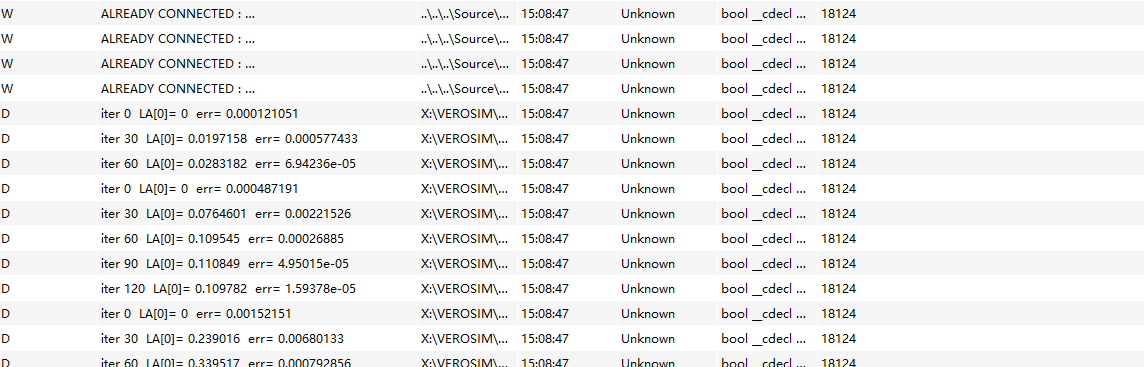 W ALREADY CONNECTED : ... ..\..\..\Source\... 15:08:47 Unknown bool __cdecl ... 18124
W ALREADY CONNECTED : ... ..\..\..\Source\... 15:08:47 Unknown bool __cdecl ... 18124
W ALREADY CONNECTED : ... ..\..\..\Source\... 15:08:47 Unknown bool __cdecl ... 18124
W ALREADY CONNECTED : ... ..\..\..\Source\... 15:08:47 Unknown bool __cdecl ... 18124
D iter 0 LA[0]= 0 err= 0.000121051 X:\VEROSIM\... 15:08:47 Unknown bool __cdecl ... 18124
D iter 30 LA[0]= 0.0197158 err= 0.000577433 X:\VEROSIM\... 15:08:47 Unknown bool __cdecl ... 18124
D iter 60 LA[0]= 0.0283182 err= 6.94236e-05 X:\VEROSIM\... 15:08:47 Unknown bool __cdecl ... 18124
D iter 0 LA[0]= 0 err= 0.000487191 X:\VEROSIM\... 15:08:47 Unknown bool __cdecl ... 18124
D iter 30 LA[0]= 0.0764601 err= 0.00221526 X:\VEROSIM\... 15:08:47 Unknown bool __cdecl ... 18124
D iter 60 LA[0]= 0.109545 err= 0.00026885 X:\VEROSIM\... 15:08:47 Unknown bool __cdecl ... 18124
D iter 90 LA[0]= 0.110849 err= 4.95015e-05 X:\VEROSIM\... 15:08:47 Unknown bool __cdecl ... 18124
D iter 120 LA[0]= 0.109782 err= 1.59378e-05 X:\VEROSIM\... 15:08:47 Unknown bool __cdecl ... 18124
D iter 0 LA[0]= 0 err= 0.00152151 X:\VEROSIM\... 15:08:47 Unknown bool __cdecl ... 18124
D iter 30 LA[0]= 0.239016 err= 0.00680133 X:\VEROSIM\... 15:08:47 Unknown bool __cdecl ... 18124
D iter 60 LA[0]= 0.339517 err= 0.000792856 X:\VEROSIM\... 15:08:47 Unknown bool __cdecl ... 18124